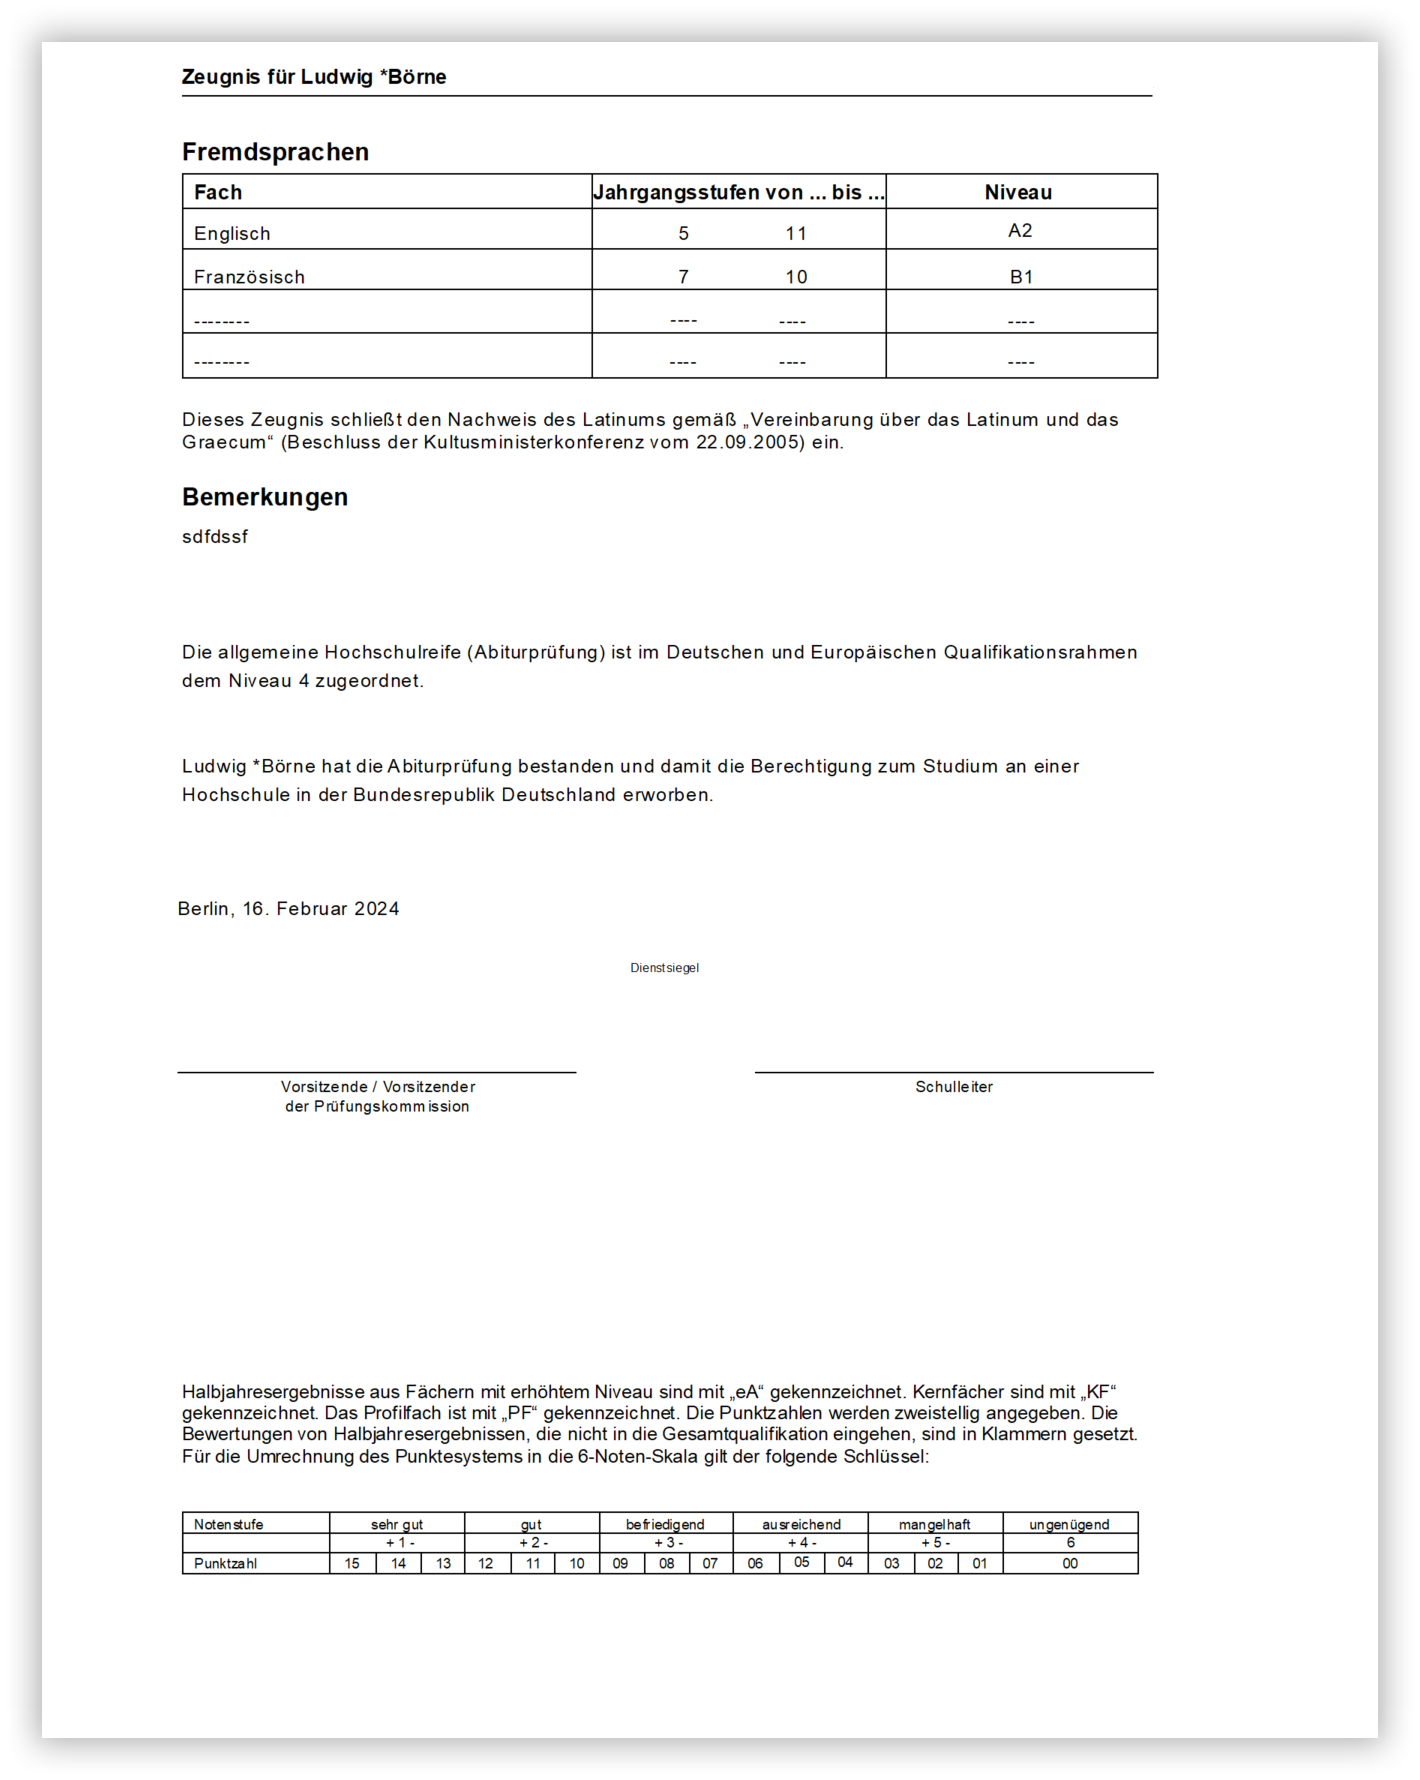 Zeugnis für Ludwig *Börne
Fremdsprachen
Fach Jahrgangsstufen von ... bis ... Niveau
Englisch 5 11 A2
Französisch 7 10 B1
-------- ---- ---- ----
-------- ---- ---- ----
Dieses Zeugnis schließt den Nachweis des Latinums gemäß „Vereinbarung über das Latinum und das
Graecum“ (Beschluss der Kultusministerkonferenz vom 22.09.2005) ein.
Bemerkungen
sdfdssf
Die allgemeine Hochschulreife (Abiturprüfung) ist im Deutschen und Europäischen Qualifikationsrahmen
dem Niveau 4 zugeordnet.
Ludwig *Börne hat die Abiturprüfung bestanden und damit die Berechtigung zum Studium an einer
Hochschule in der Bundesrepublik Deutschland erworben.
Berlin, 16. Februar 2024
Dienstsiegel
Vorsitzende / Vorsitzender Schulleiter
der Prüfungskommission
Halbjahresergebnisse aus Fächern mit erhöhtem Niveau sind mit „eA“ gekennzeichnet. Kernfächer sind mit „KF“
gekennzeichnet. Das Profilfach ist mit „PF“ gekennzeichnet. Die Punktzahlen werden zweistellig angegeben. Die
Bewertungen von Halbjahresergebnissen, die nicht in die Gesamtqualifikation eingehen, sind in Klammern gesetzt.
Für die Umrechnung des Punktesystems in die 6-Noten-Skala gilt der folgende Schlüssel:
Notenstufe sehr gut gut befriedigend ausreichend mangelhaft ungenügend
+ 1 - + 2 - + 3 - + 4 - + 5 - 6
Punktzahl 15 14 13 12 11 10 09 08 07 06 05 04 03 02 01 00